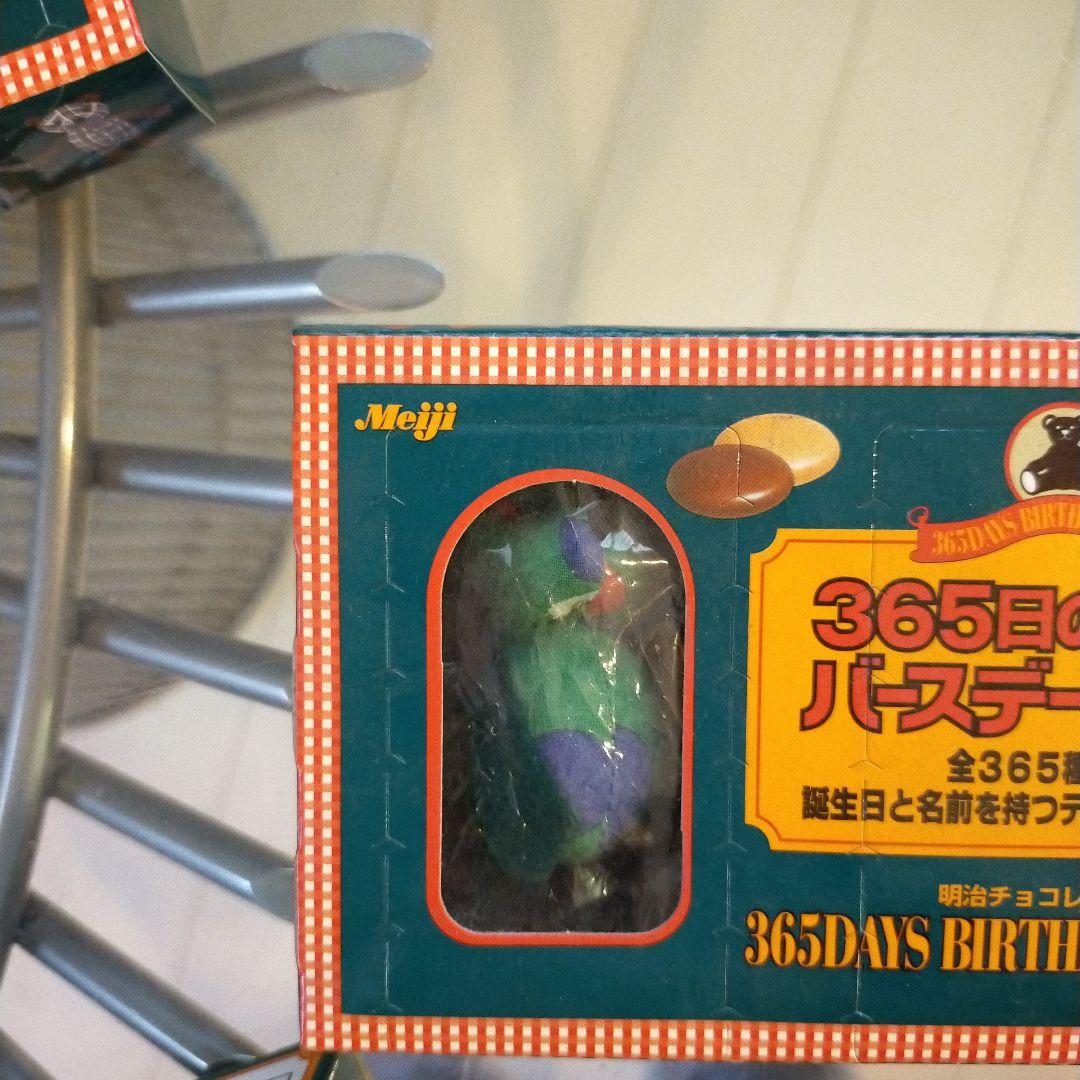 Meiji
365DAYS BIRTH
365日の
バースデー
全365種
誕生日と名前を持つテ
明治チョコレ
365DAYS BIRTH